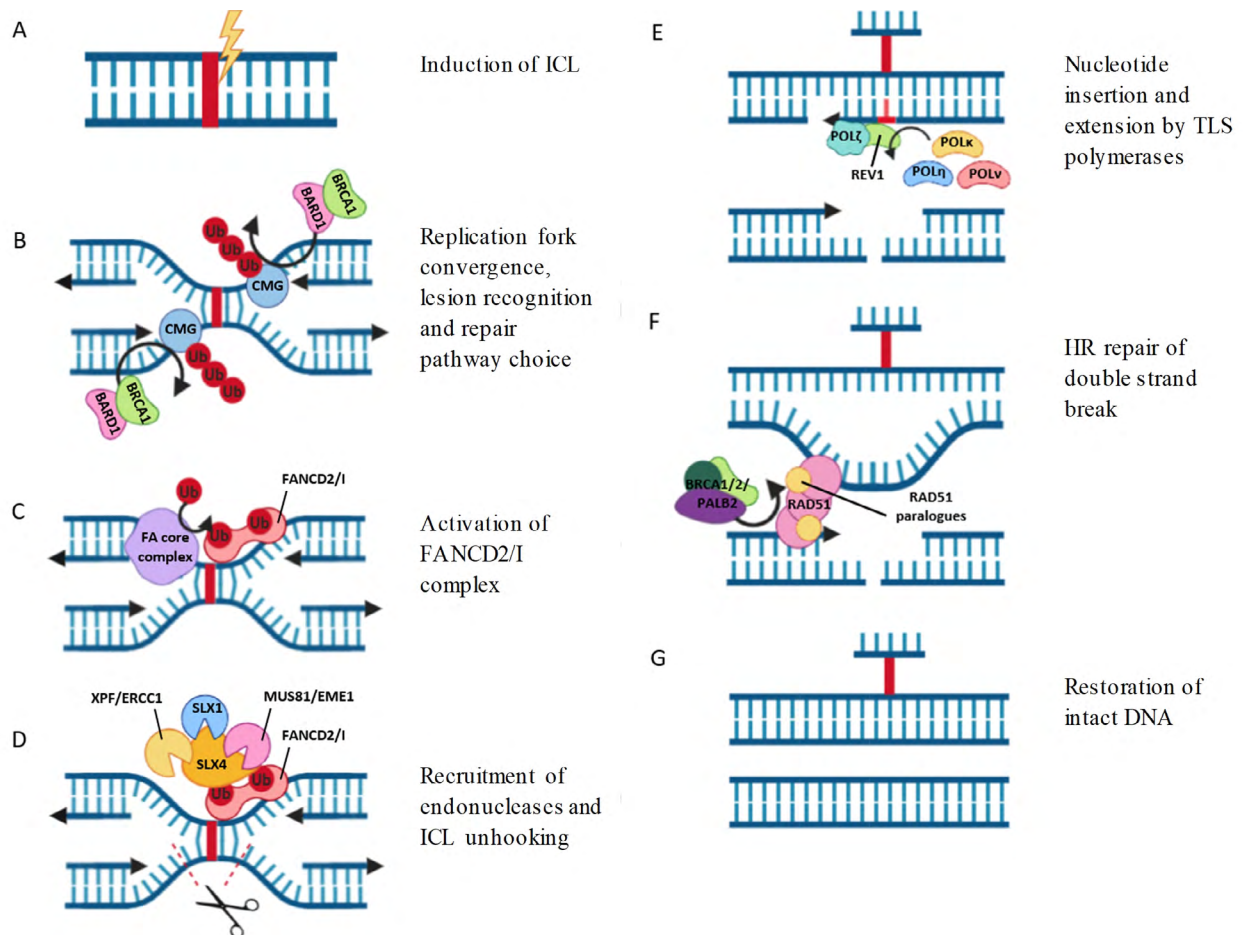 A
Induction of ICL
BARD1
BRCA1
B
Ub
Ub
Ub
CMG
CMG
Ub
Ub
Ub
BARD1
BRCA1
Replication fork
convergence,
lesion recognition
and repair
pathway choice
C
Ub
FANCD2/I
FA core
complex
Ub
Ub
Activation of
FANCD2/I
complex
D
XPF/ERCC1
SLX1
MUS81/EME1
FANCD2/I
SLX4
Ub
Ub
Recruitment of
endonucleases and
ICL unhooking
E
POLζ
REV1
POLκ
POLη
POLν
Nucleotide
insertion and
extension by TLS
polymerases
F
BRCA1/2/
PALB2
RAD51
RAD51
paralogues
HR repair of
double strand
break
G
Restoration of
intact DNA